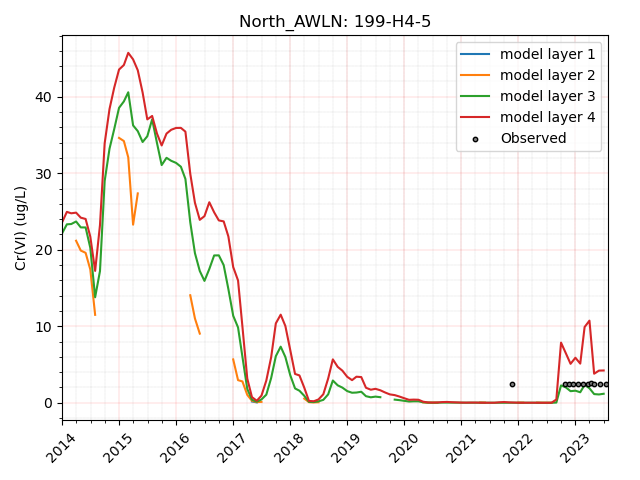 North_AWLN: 199-H4-5
model layer 1
model layer 2
model layer 3
model layer 4
Observed
Cr(VI) (ug/L)
40
30
20
10
0
2014
2015
2016
2017
2018
2019
2020
2021
2022
2023